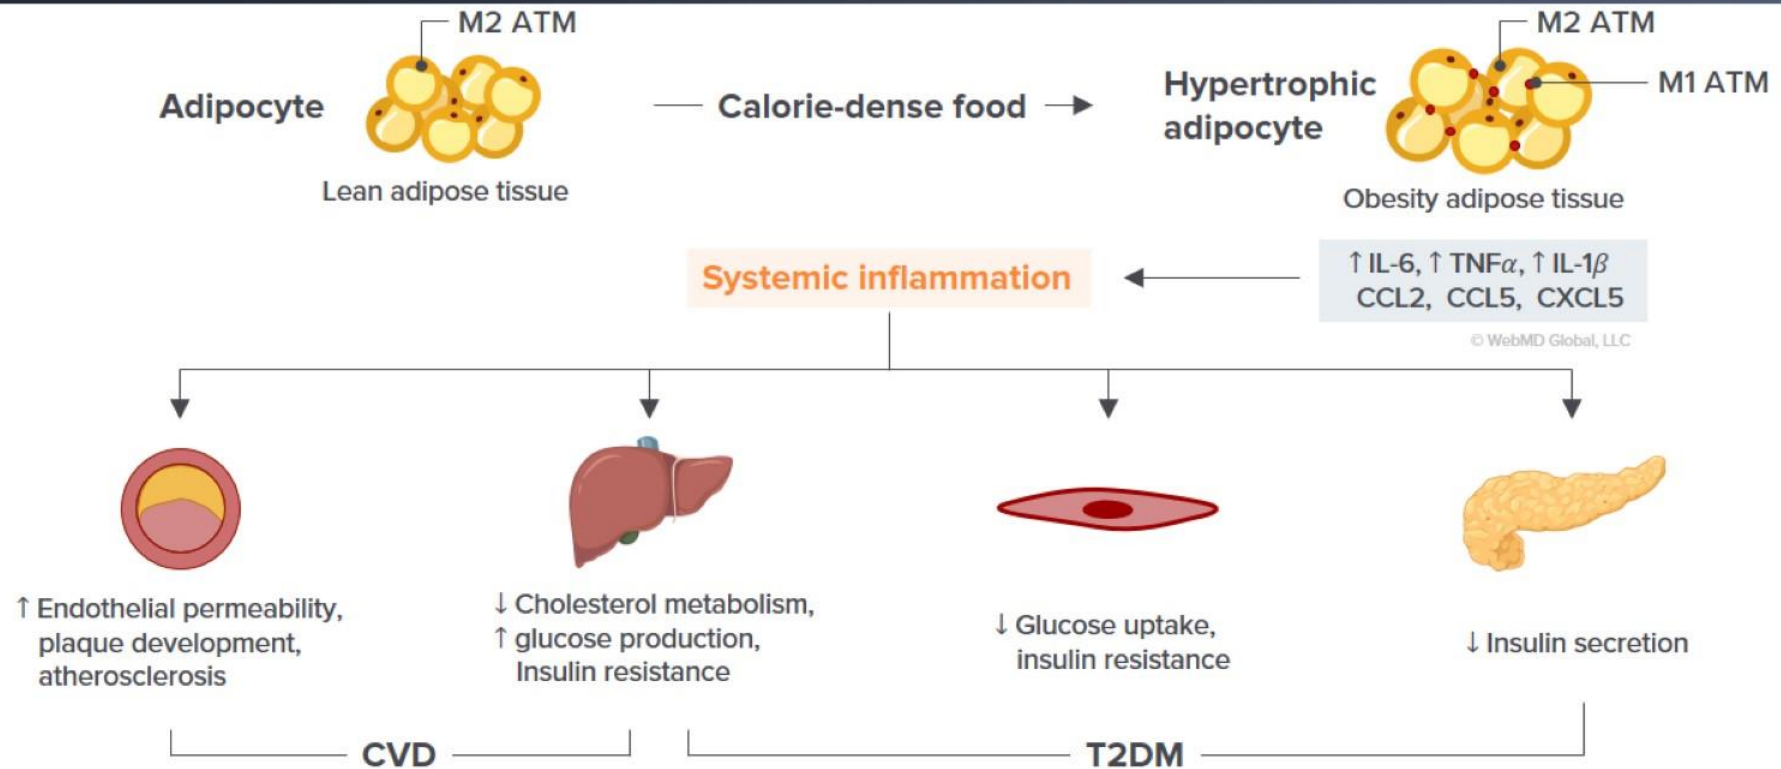 M2 ATM
Adipocyte
Lean adipose tissue
Calorie-dense food
Hypertrophic
adipocyte
M2 ATM
M1 ATM
Obesity adipose tissue
Systemic inflammation
↑ IL-6, ↑ TNFα, ↑ IL-1β
CCL2, CCL5, CXCL5
© WebMD Global, LLC
↑ Endothelial permeability,
plaque development,
atherosclerosis
↓ Cholesterol metabolism,
↑ glucose production,
Insulin resistance
↓ Glucose uptake,
insulin resistance
↓ Insulin secretion
CVD
T2DM